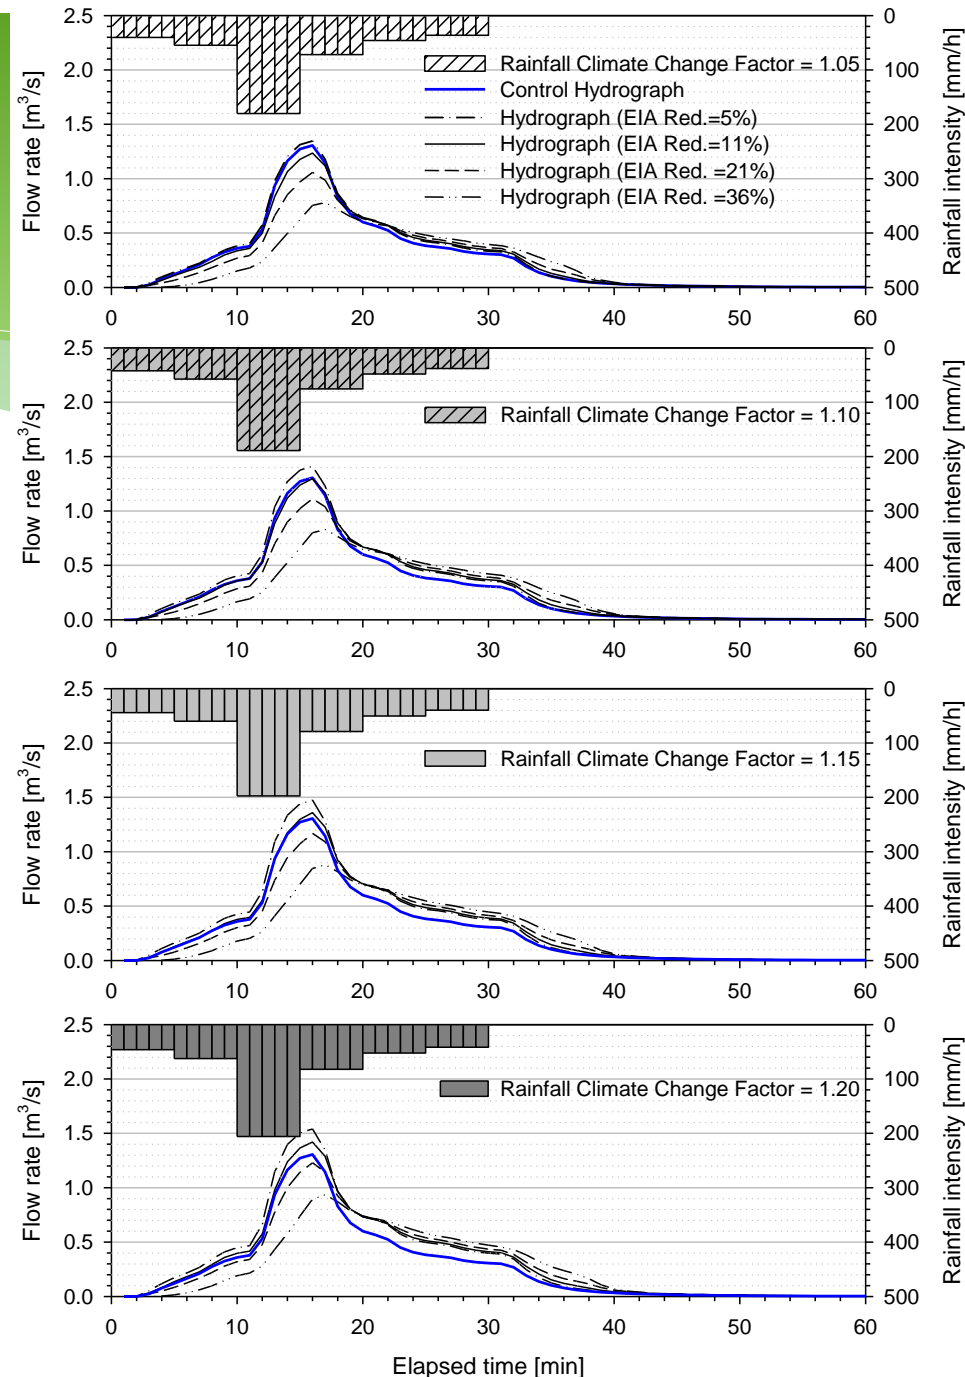 2.5
2.0
1.5
1.0
0.5
0.0
Flow rate [m³/s]
0
100
200
300
400
500
Rainfall intensity [mm/h]
Rainfall Climate Change Factor = 1.05
Control Hydrograph
Hydrograph (EIA Red.=5%)
Hydrograph (EIA Red.=11%)
Hydrograph (EIA Red. =21%)
Hydrograph (EIA Red. =36%)
0 10 20 30 40 50 60
2.5
2.0
1.5
1.0
0.5
0.0
Flow rate [m³/s]
0
100
200
300
400
500
Rainfall intensity [mm/h]
Rainfall Climate Change Factor = 1.10
0 10 20 30 40 50 60
2.5
2.0
1.5
1.0
0.5
0.0
Flow rate [m³/s]
0
100
200
300
400
500
Rainfall intensity [mm/h]
Rainfall Climate Change Factor = 1.15
0 10 20 30 40 50 60
2.5
2.0
1.5
1.0
0.5
0.0
Flow rate [m³/s]
0
100
200
300
400
500
Rainfall intensity [mm/h]
Rainfall Climate Change Factor = 1.20
0 10 20 30 40 50 60
Elapsed time [min]